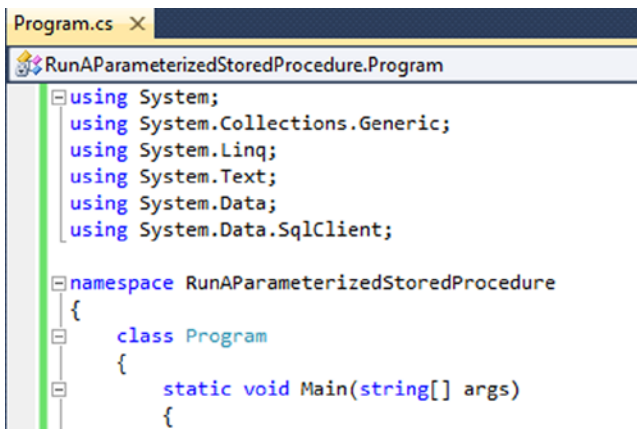 Program.cs ×
RunAParameterizedStoredProcedure.Program
using System;
using System.Collections.Generic;
using System.Linq;
using System.Text;
using System.Data;
using System.Data.SqlClient;
namespace RunAParameterizedStoredProcedure
{
class Program
{
static void Main(string[] args)
{